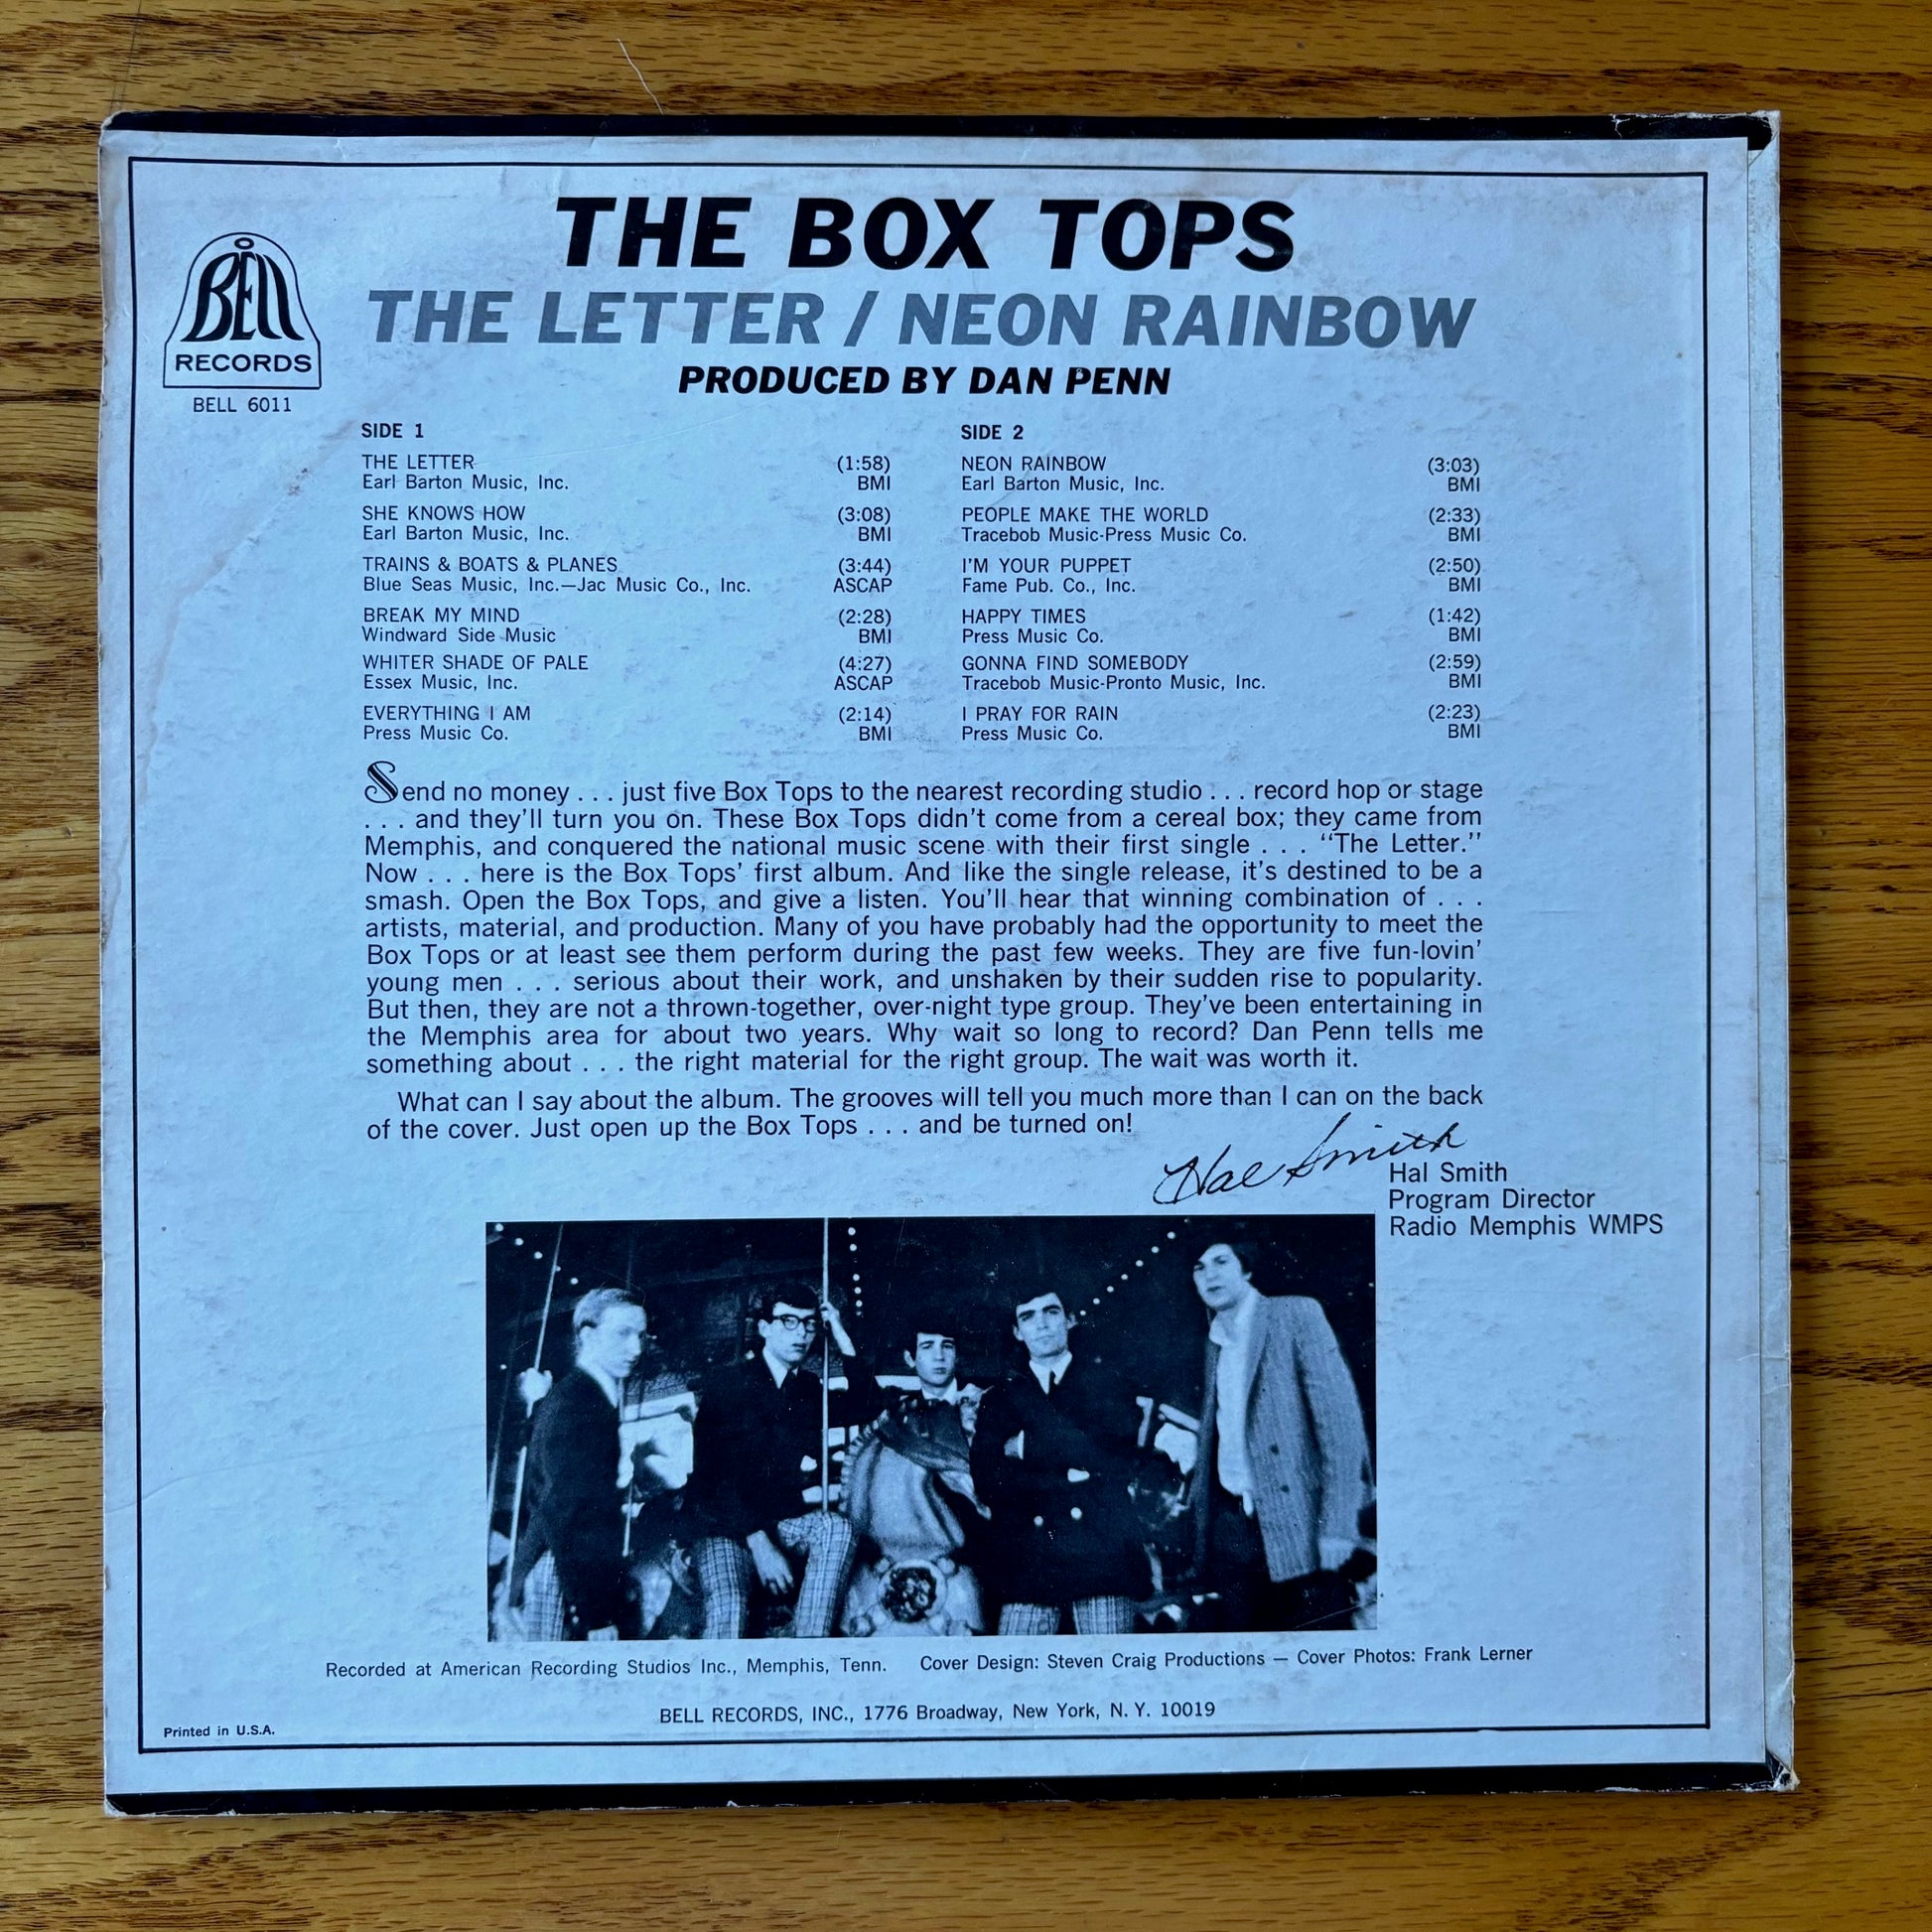 THE BOX TOPS
THE LETTER / NEON RAINBOW
PRODUCED BY DAN PENN
BELL
RECORDS
BELL 6011
SIDE 1
THE LETTER (1:58)
Earl Barton Music, Inc. BMI
SHE KNOWS HOW (3:08)
Earl Barton Music, Inc. BMI
TRAINS & BOATS & PLANES (3:44)
Blue Seas Music, Inc.—Jac Music Co., Inc. ASCAP
BREAK MY MIND (2:28)
Windward Side Music BMI
WHITER SHADE OF PALE (4:27)
Essex Music, Inc. ASCAP
EVERYTHING I AM (2:14)
Press Music Co. BMI
SIDE 2
NEON RAINBOW (3:03)
Earl Barton Music, Inc. BMI
PEOPLE MAKE THE WORLD (2:33)
Tracebob Music-Press Music Co. BMI
I'M YOUR PUPPET (2:50)
Fame Pub. Co., Inc. BMI
HAPPY TIMES (1:42)
Press Music Co. BMI
GONNA FIND SOMEBODY (2:59)
Tracebob Music-Pronto Music, Inc. BMI
I PRAY FOR RAIN (2:23)
Press Music Co. BMI
Send no money . . . just five Box Tops to the nearest recording studio . . . record hop or stage
. . . and they'll turn you on. These Box Tops didn't come from a cereal box; they came from
Memphis, and conquered the national music scene with their first single . . . "The Letter."
Now . . . here is the Box Tops' first album. And like the single release, it's destined to be a
smash. Open the Box Tops, and give a listen. You'll hear that winning combination of . . .
artists, material, and production. Many of you have probably had the opportunity to meet the
Box Tops or at least see them perform during the past few weeks. They are five fun-lovin'
young men . . . serious about their work, and unshaken by their sudden rise to popularity.
But then, they are not a thrown-together, over-night type group. They've been entertaining in
the Memphis area for about two years. Why wait so long to record? Dan Penn tells me
something about . . . the right material for the right group. The wait was worth it.
What can I say about the album. The grooves will tell you much more than I can on the back
of the cover. Just open up the Box Tops . . . and be turned on!
Hal Smith
Hal Smith
Program Director
Radio Memphis WMPS
Recorded at American Recording Studios Inc., Memphis, Tenn. Cover Design: Steven Craig Productions — Cover Photos: Frank Lerner
BELL RECORDS, INC., 1776 Broadway, New York, N. Y. 10019
Printed in U.S.A.